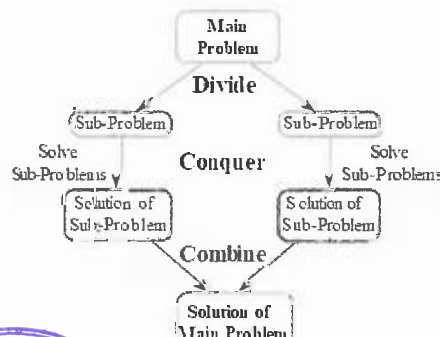 Main
Problem
Divide
Sub-Problem
Sub-Problem
Solve
Sub-Problems
Conquer
Solve
Sub-Problems
Solution of
Sub-Problem
Solution of
Sub-Problem
Combine
Solution of
Main Problem